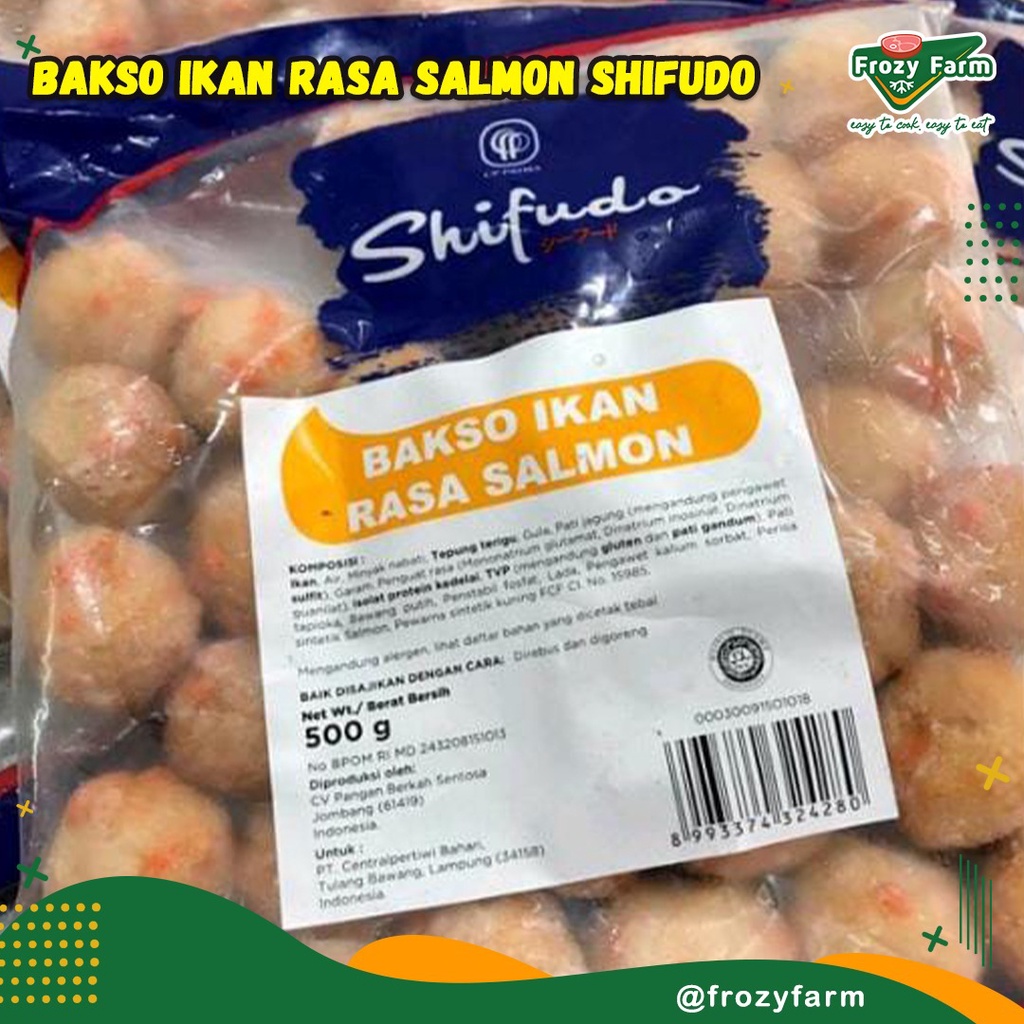 BAKSO IKAN RASA SALMON SHIFUDO
Frozy Farm
easy to cook, easy to eat
Shifudo
シーフード
BAKSO IKAN
RASA SALMON
KOMPOSISI :
Ikan, Air, Minyak nabati, Tepung terigu, Gula, Pati jagung (mengandung pengawet
sulfit), Garam, Penguat rasa (Mononatrium glutamat, Dinatrium inosinat, Dinatrium
guanilat), Isolat protein kedelai, TVP (mengandung gluten dan pati gandum), Pati
tapioka, Bawang putih, Penstabil fosfat, Lada, Pengawet kalium sorbat, Perisa
sintetik Salmon, Pewarna sintetik kuning FCF CI. No. 15985.
Mengandung alergen, lihat daftar bahan yang dicetak tebal
BAIK DISAJIKAN DENGAN CARA: Direbus dan digoreng
Net Wt./ Berat Bersih
500 g
No BPOM RI MD 243208151013
Diproduksi oleh:
CV Pangan Berkah Sentosa
Jombang (61419)
Indonesia.
Untuk :
PT. Centralpertiwi Bahari,
Tulang Bawang, Lampung (34158)
Indonesia
00030091501018
8 993374 324280
@frozyfarm